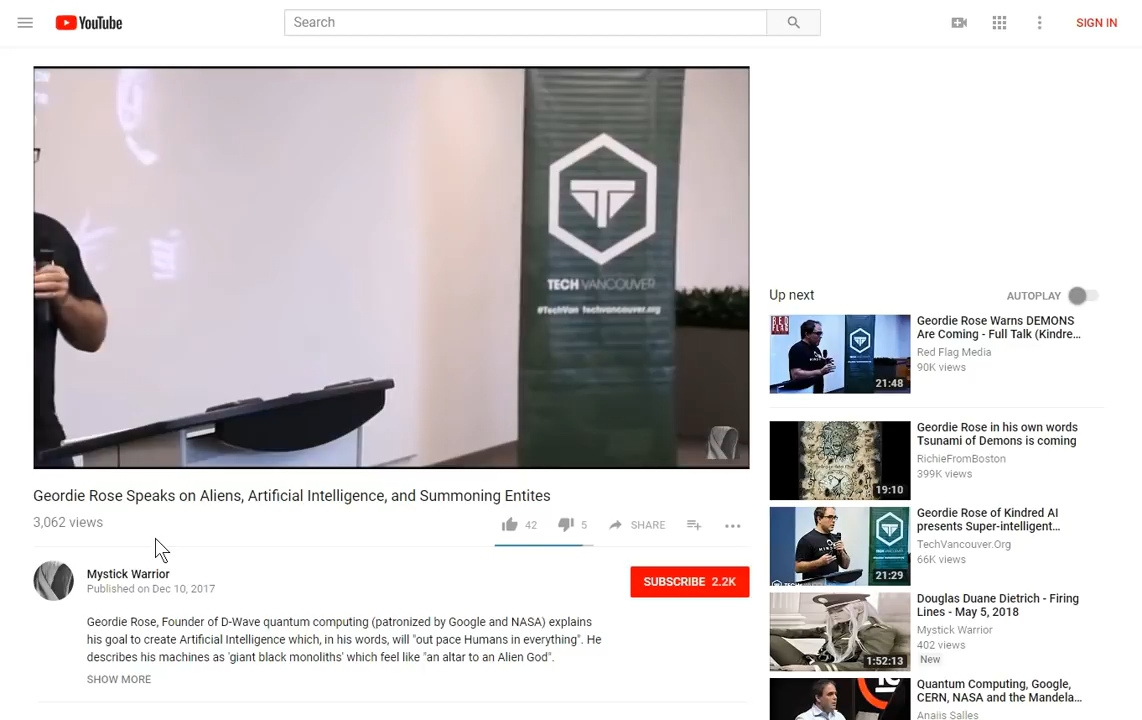 YouTube
Search
SIGN IN
TECH VANCOUVER
#TechVan techvancouver.org
Up next
AUTOPLAY
RED FLAG
21:48
Geordie Rose Warns DEMONS
Are Coming - Full Talk (Kindre...
Red Flag Media
90K views
19:10
Geordie Rose in his own words
Tsunami of Demons is coming
RichieFromBoston
399K views
21:29
Geordie Rose of Kindred AI
presents Super-intelligent...
TechVancouver.Org
66K views
1:52:13
Douglas Duane Dietrich - Firing
Lines - May 5, 2018
Mystick Warrior
402 views
New
Quantum Computing, Google,
CERN, NASA and the Mandela...
Anaiis Salles
Geordie Rose Speaks on Aliens, Artificial Intelligence, and Summoning Entites
3,062 views
42
5
SHARE
Mystick Warrior
Published on Dec 10, 2017
SUBSCRIBE 2.2K
Geordie Rose, Founder of D-Wave quantum computing (patronized by Google and NASA) explains
his goal to create Artificial Intelligence which, in his words, will "out pace Humans in everything". He
describes his machines as 'giant black monoliths' which feel like "an altar to an Alien God".
SHOW MORE